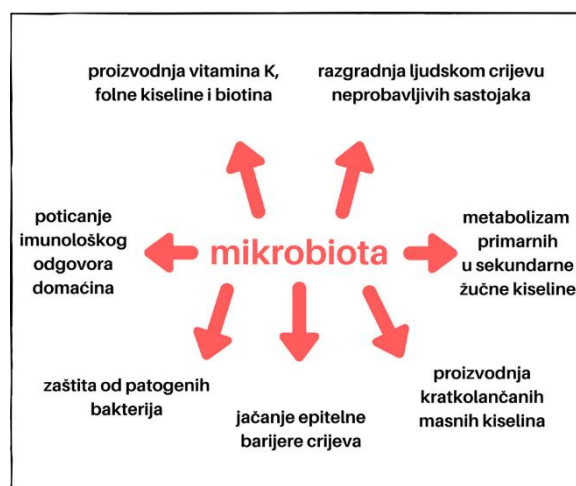 proizvodnja vitamina K,
folne kiseline i biotina
razgradnja ljudskom crijevu
neprobavljivih sastojaka
poticanje
imunološkog
odgovora
domaćina
mikrobiota
metabolizam
primarnih
u sekundarne
žučne kiseline
zaštita od patogenih
bakterija
jačanje epitelne
barijere crijeva
proizvodnja
kratkolančanih
masnih kiselina